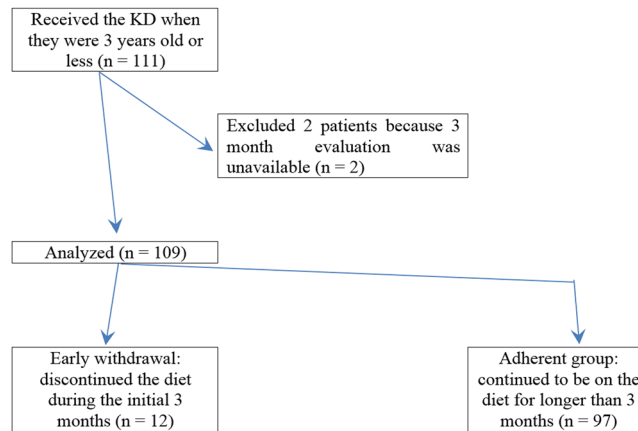 Received the KD when
they were 3 years old or
less (n = 111)
Excluded 2 patients because 3
month evaluation was
unavailable (n = 2)
Analyzed (n = 109)
Early withdrawal:
discontinued the diet
during the initial 3
months (n = 12)
Adherent group:
continued to be on the
diet for longer than 3
months (n = 97)